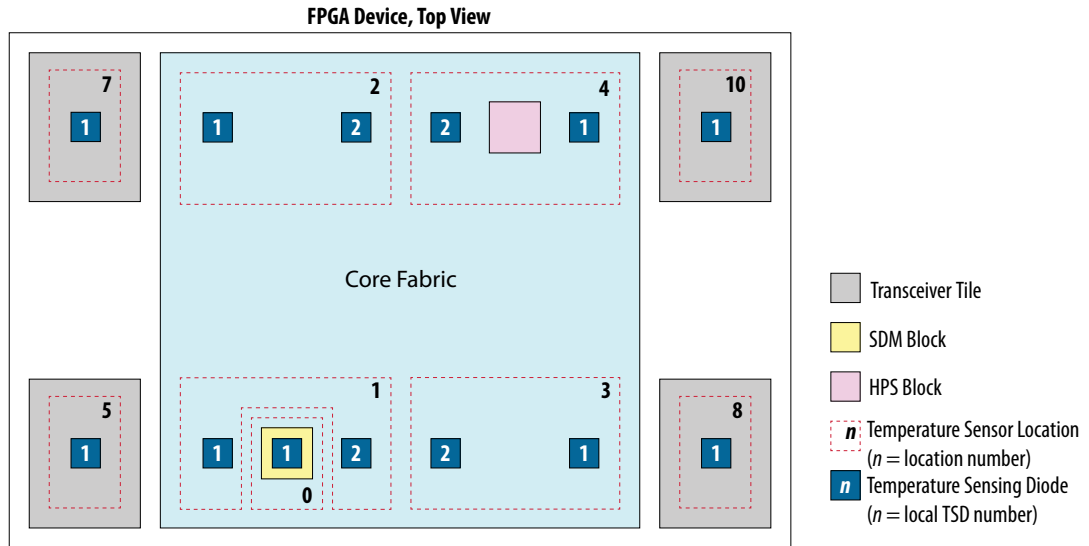 FPGA Device, Top View
7
2
4
10
1
1
2
2
1
1
Core Fabric
5
1
3
8
1
1
1
2
2
1
1
0
Transceiver Tile
SDM Block
HPS Block
n Temperature Sensor Location
(n = location number)
n Temperature Sensing Diode
(n = local TSD number)